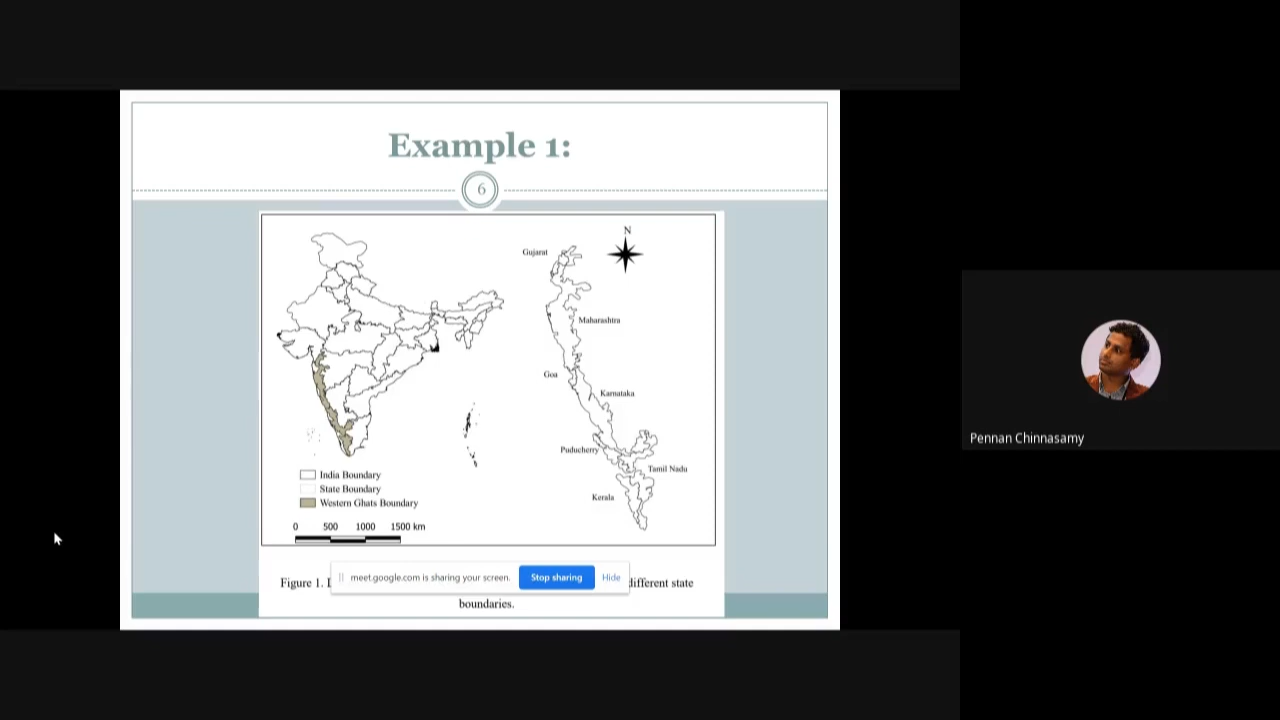 Example 1:
6
N
Gujarat
Maharashtra
Goa
Karnataka
Puducherry
Tamil Nadu
Kerala
India Boundary
State Boundary
Western Ghats Boundary
0 500 1000 1500 km
Figure 1.
different state
boundaries.
meet.google.com is sharing your screen.
Stop sharing
Hide
Pennan Chinnasamy